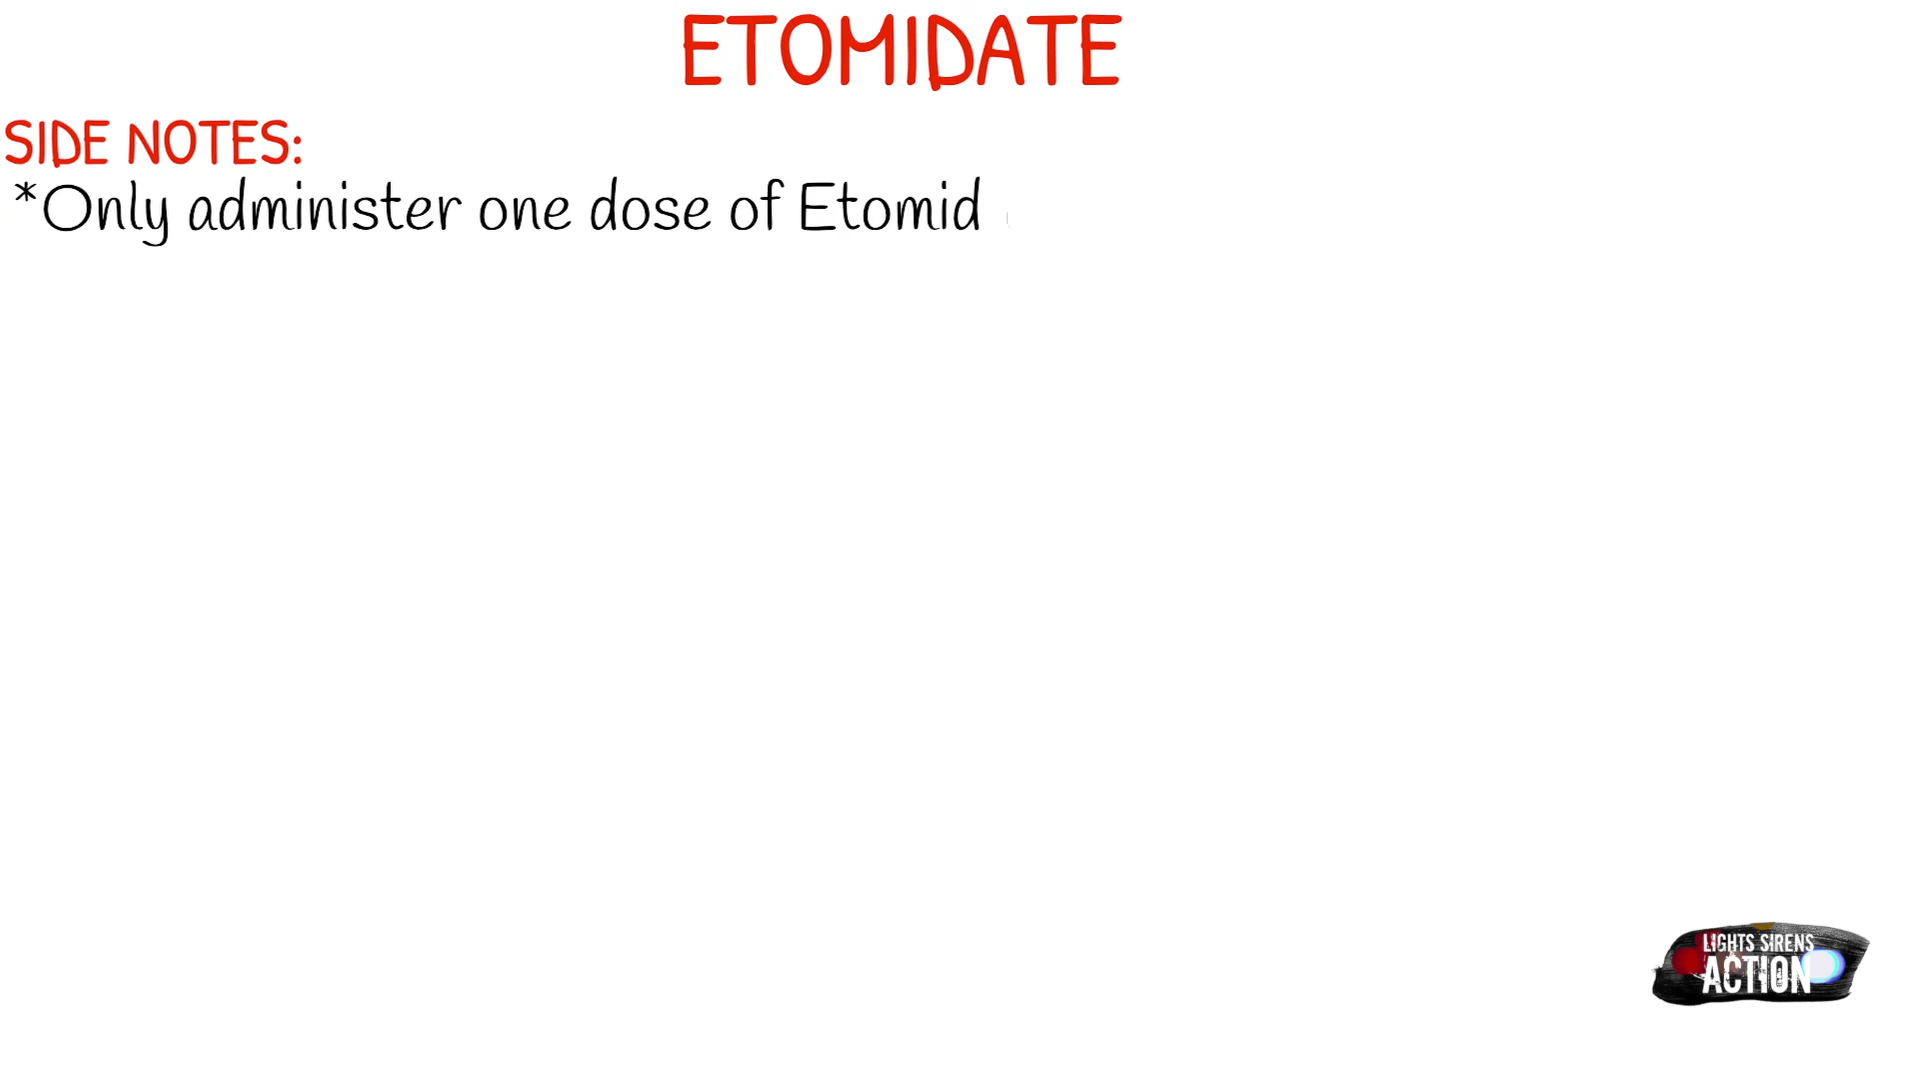 ETOMIDATE
SIDE NOTES:
*Only administer one dose of Etomid
LIGHTS SIRENS
ACTION